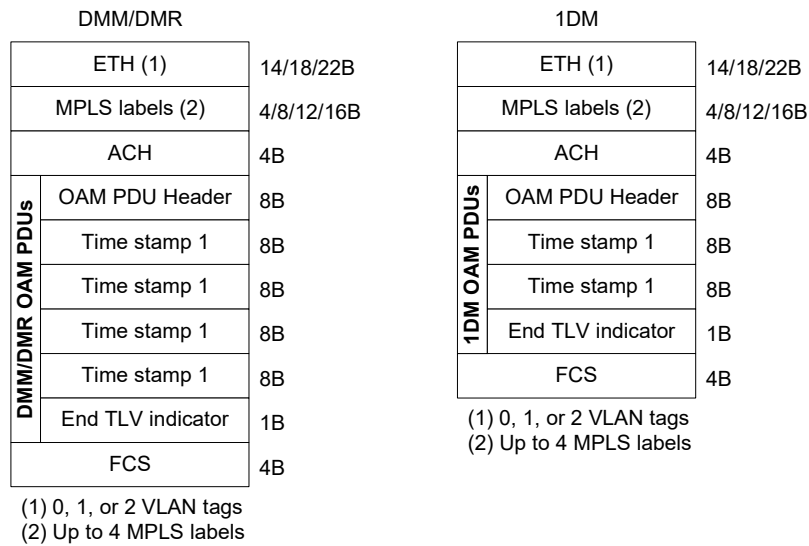 DMM/DMR
ETH (1) 14/18/22B
MPLS labels (2) 4/8/12/16B
ACH 4B
DMM/DMR OAM PDUs
OAM PDU Header 8B
Time stamp 1 8B
Time stamp 1 8B
Time stamp 1 8B
Time stamp 1 8B
End TLV indicator 1B
FCS 4B
(1) 0, 1, or 2 VLAN tags
(2) Up to 4 MPLS labels
1DM
ETH (1) 14/18/22B
MPLS labels (2) 4/8/12/16B
ACH 4B
1DM OAM PDUs
OAM PDU Header 8B
Time stamp 1 8B
Time stamp 1 8B
End TLV indicator 1B
FCS 4B
(1) 0, 1, or 2 VLAN tags
(2) Up to 4 MPLS labels